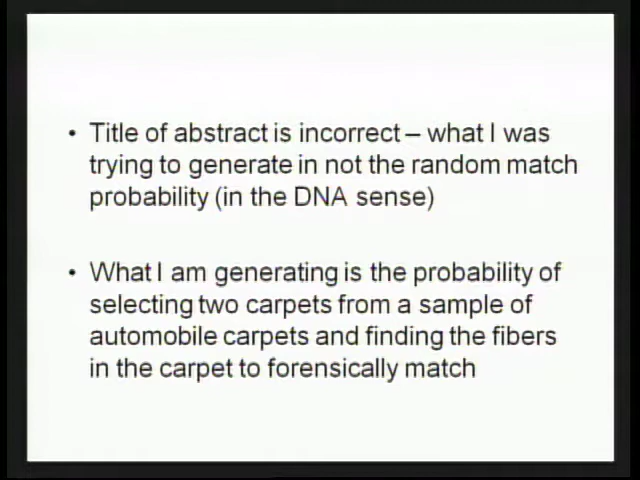 • Title of abstract is incorrect – what I was
trying to generate in not the random match
probability (in the DNA sense)
• What I am generating is the probability of
selecting two carpets from a sample of
automobile carpets and finding the fibers
in the carpet to forensically match